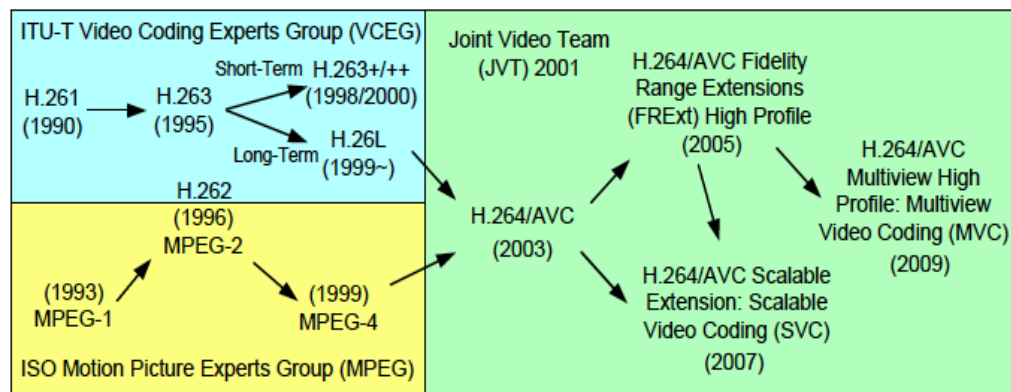 ITU-T Video Coding Experts Group (VCEG)
Short-Term
H.263+/++
(1998/2000)
H.261
(1990)
H.263
(1995)
Long-Term
H.26L
(1999~)
H.262
(1996)
MPEG-2
(1993)
MPEG-1
(1999)
MPEG-4
ISO Motion Picture Experts Group (MPEG)
Joint Video Team
(JVT) 2001
H.264/AVC
(2003)
H.264/AVC Fidelity
Range Extensions
(FRExt) High Profile
(2005)
H.264/AVC
Multiview High
Profile: Multiview
Video Coding (MVC)
(2009)
H.264/AVC Scalable
Extension: Scalable
Video Coding (SVC)
(2007)